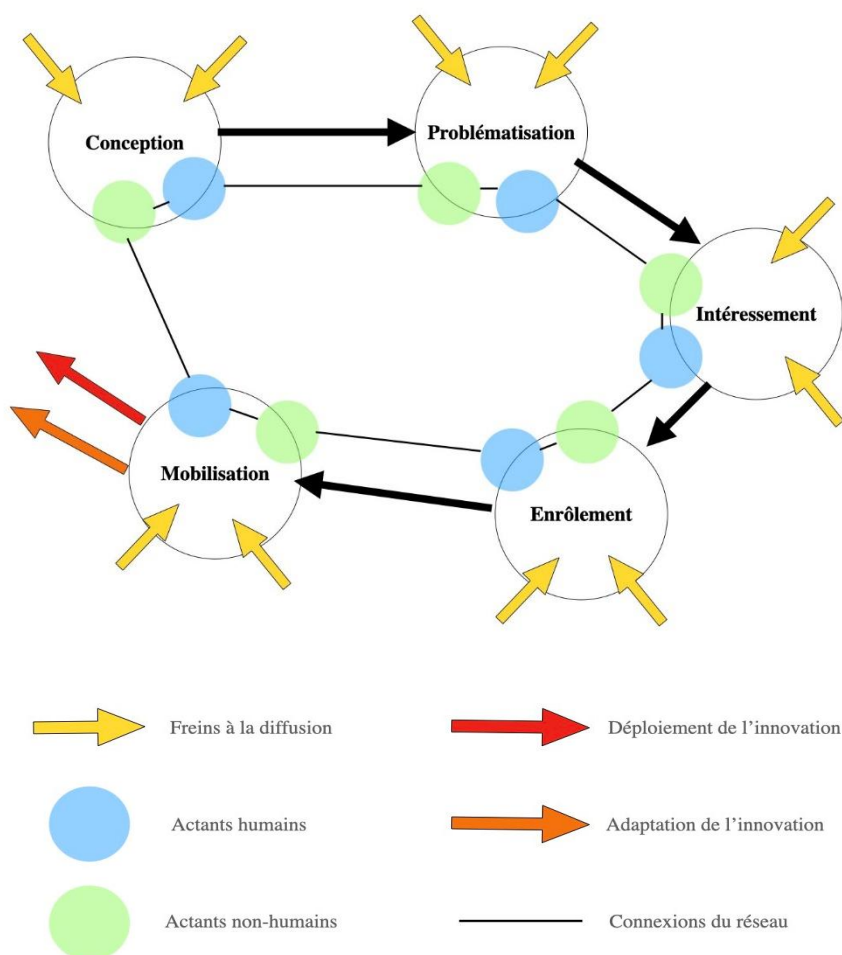 Conception
Problématisation
Intéressement
Mobilisation
Enrôlement
Freins à la diffusion
Déploiement de l’innovation
Actants humains
Adaptation de l’innovation
Actants non-humains
Connexions du réseau